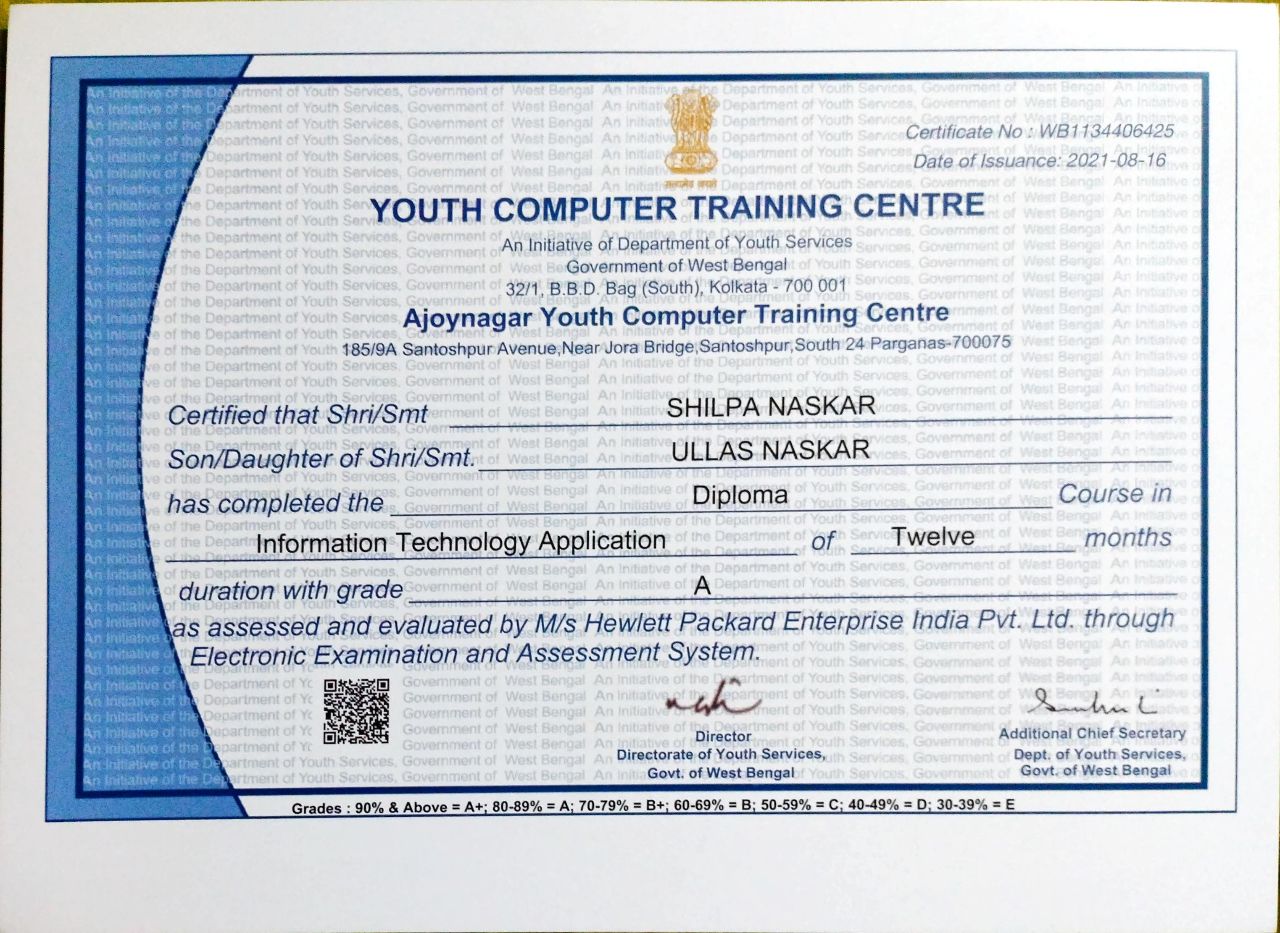 Certificate No : WB1134406425
Date of Issuance: 2021-08-16
सत्यमेव जयते
YOUTH COMPUTER TRAINING CENTRE
An Initiative of Department of Youth Services
Government of West Bengal
32/1, B.B.D. Bag (South), Kolkata - 700 001
Ajoynagar Youth Computer Training Centre
185/9A Santoshpur Avenue,Near Jora Bridge,Santoshpur,South 24 Parganas-700075
Certified that Shri/Smt SHILPA NASKAR
Son/Daughter of Shri/Smt. ULLAS NASKAR
has completed the Diploma Course in
Information Technology Application of Twelve months
duration with grade A
as assessed and evaluated by M/s Hewlett Packard Enterprise India Pvt. Ltd. through
Electronic Examination and Assessment System.
Director
Directorate of Youth Services,
Govt. of West Bengal
Additional Chief Secretary
Dept. of Youth Services,
Govt. of West Bengal
Grades : 90% & Above = A+; 80-89% = A; 70-79% = B+; 60-69% = B; 50-59% = C; 40-49% = D; 30-39% = E